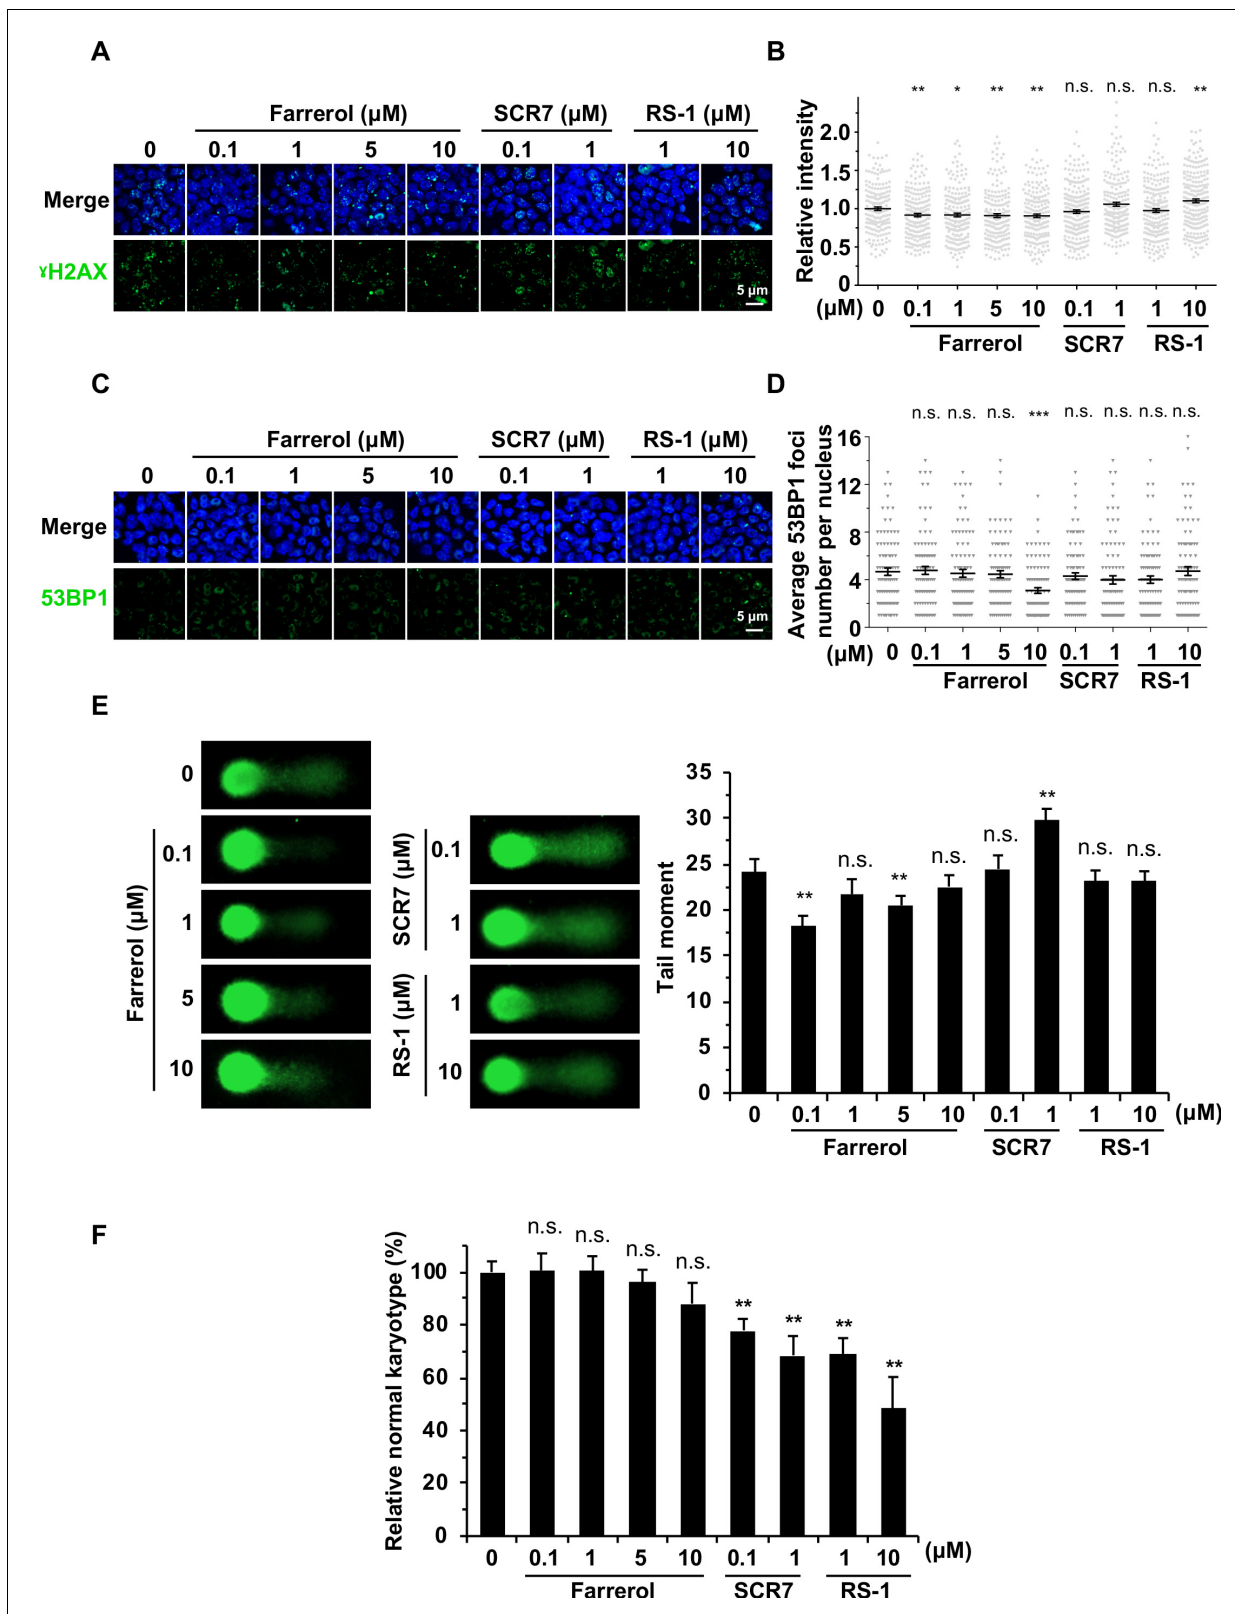 A
Farrerol (μM) SCR7 (μM) RS-1 (μM)
0 0.1 1 5 10 0.1 1 1 10
Merge
ɤH2AX
5 μm
B
** * ** ** n.s. n.s. n.s. **
Relative intensity
2.0
1.5
1.0
0.5
0
(μM) 0 0.1 1 5 10 0.1 1 1 10
Farrerol SCR7 RS-1
C
Farrerol (μM) SCR7 (μM) RS-1 (μM)
0 0.1 1 5 10 0.1 1 1 10
Merge
53BP1
5 μm
D
n.s. n.s. n.s. *** n.s. n.s. n.s. n.s.
Average 53BP1 foci
number per nucleus
16
12
8
4
0
(μM) 0 0.1 1 5 10 0.1 1 1 10
Farrerol SCR7 RS-1
E
0
Farrerol (μM)
0.1
1
5
10
SCR7 (μM)
0.1
1
RS-1 (μM)
1
10
Tail moment
35
30
25
20
15
10
5
0
** n.s. ** n.s. n.s. ** n.s. n.s.
0 0.1 1 5 10 0.1 1 1 10 (μM)
Farrerol SCR7 RS-1
F
Relative normal karyotype (%)
100
80
60
40
20
0
n.s. n.s. n.s. n.s. ** ** ** **
0 0.1 1 5 10 0.1 1 1 10 (μM)
Farrerol SCR7 RS-1